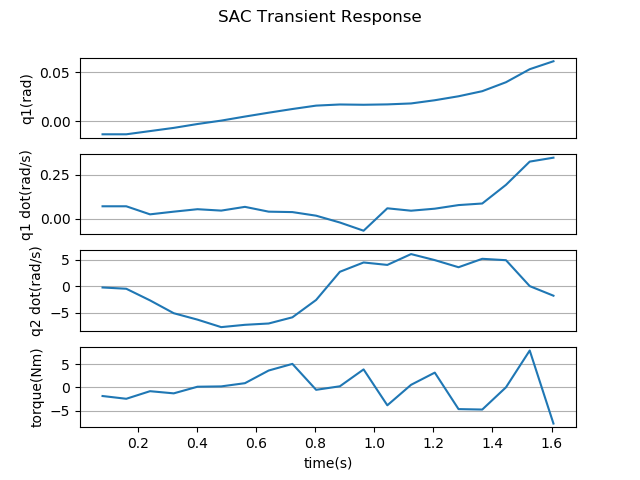 SAC Transient Response
q1(rad)
0.05
0.00
q1 dot(rad/s)
0.25
0.00
q2 dot(rad/s)
5
0
−5
torque(Nm)
5
0
−5
0.2 0.4 0.6 0.8 1.0 1.2 1.4 1.6
time(s)